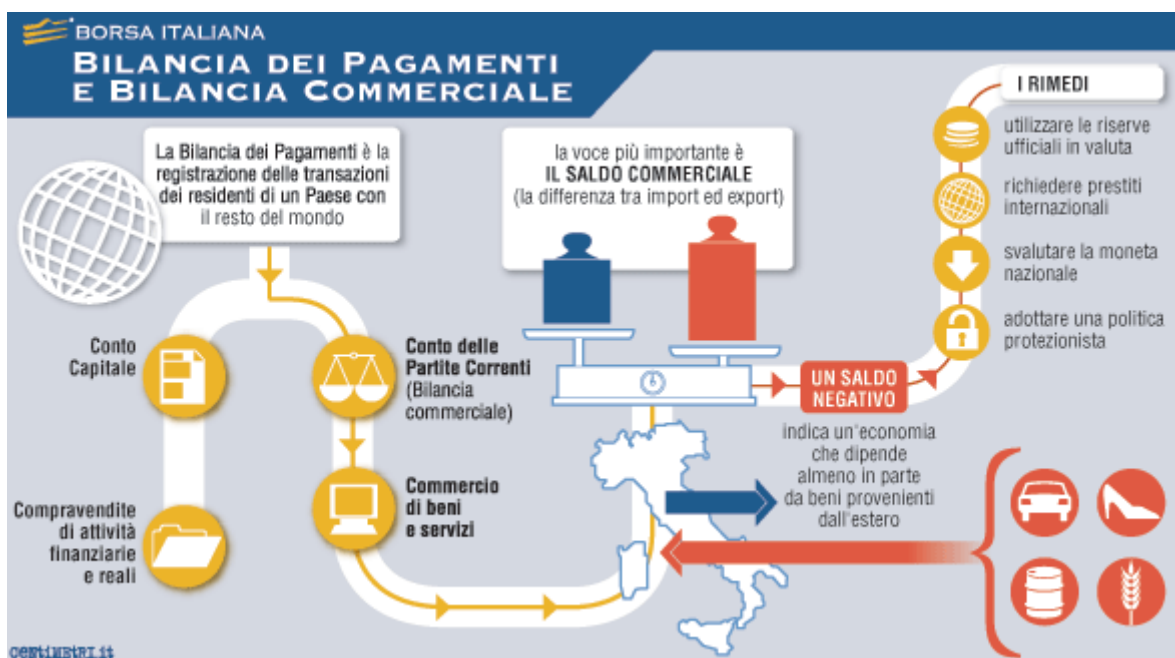 BORSA ITALIANA
BILANCIA DEI PAGAMENTI
E BILANCIA COMMERCIALE
La Bilancia dei Pagamenti è la
registrazione delle transazioni
dei residenti di un Paese con
il resto del mondo
la voce più importante è
IL SALDO COMMERCIALE
(la differenza tra import ed export)
I RIMEDI
utilizzare le riserve
ufficiali in valuta
richiedere prestiti
internazionali
svalutare la moneta
nazionale
adottare una politica
protezionista
Conto
Capitale
Conto delle
Partite Correnti
(Bilancia
commerciale)
UN SALDO
NEGATIVO
indica un'economia
che dipende
almeno in parte
da beni provenienti
dall'estero
Compravendite
di attività
finanziarie
e reali
Commercio
di beni
e servizi
CENTIMETRI.it